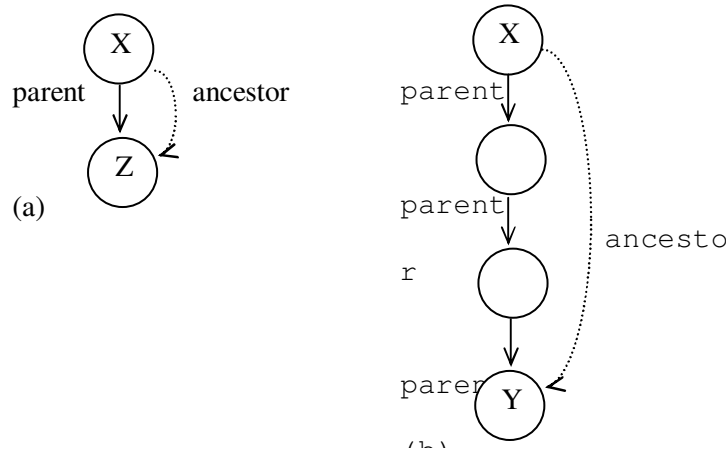 X
parent ancestor
Z
(a)
X
parent
parent
ancesto
r
paren
Y